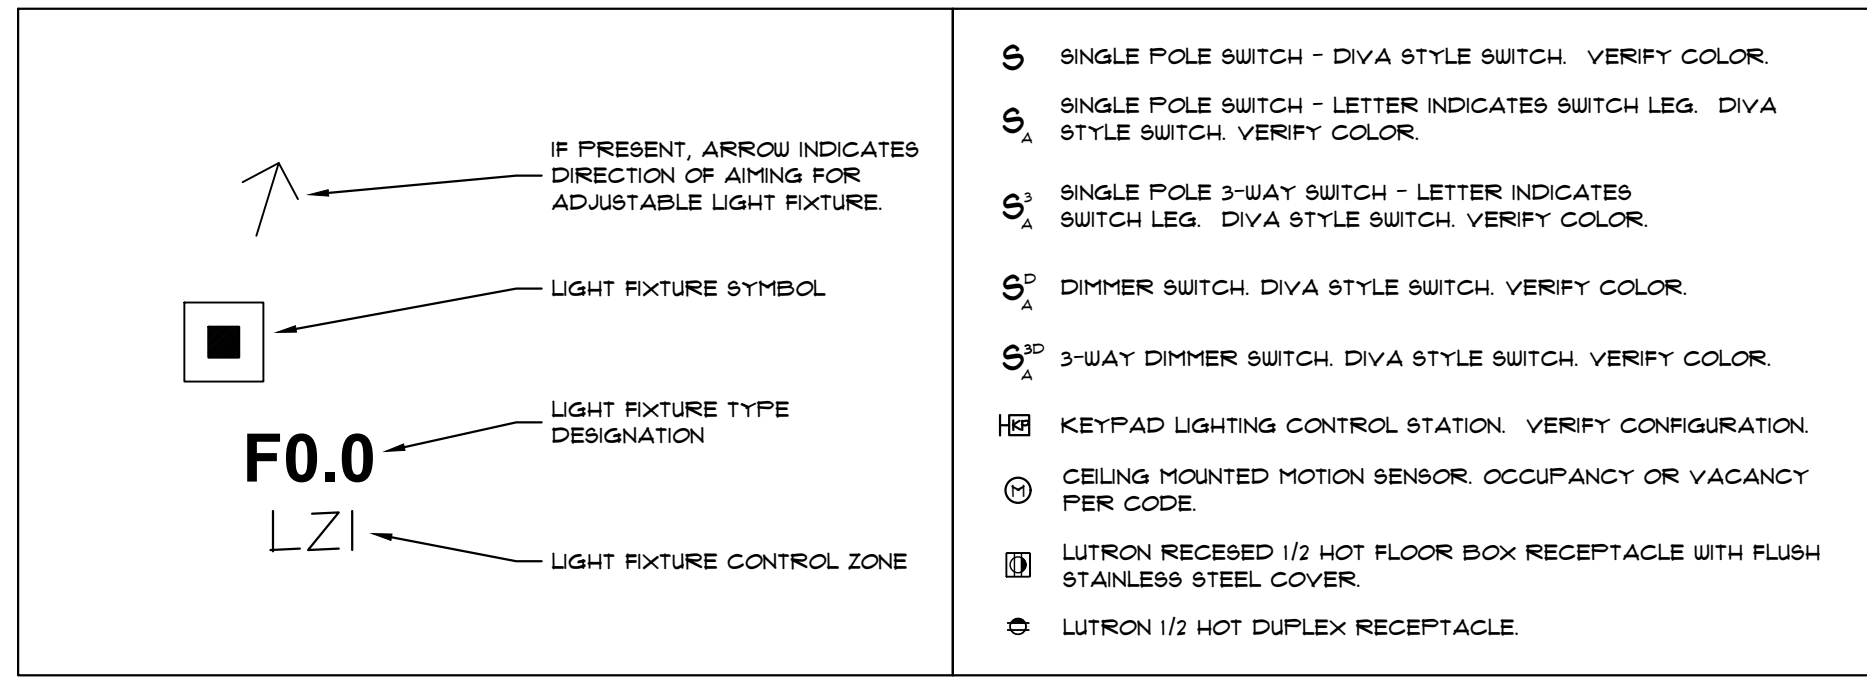 IF PRESENT, ARROW INDICATES
DIRECTION OF AIMING FOR
ADJUSTABLE LIGHT FIXTURE.
LIGHT FIXTURE SYMBOL
LIGHT FIXTURE TYPE
DESIGNATION
F0.0
LZ1
LIGHT FIXTURE CONTROL ZONE
S SINGLE POLE SWITCH - DIVA STYLE SWITCH. VERIFY COLOR.
S A SINGLE POLE SWITCH - LETTER INDICATES SWITCH LEG. DIVA
STYLE SWITCH. VERIFY COLOR.
S 3 A SINGLE POLE 3-WAY SWITCH - LETTER INDICATES
SWITCH LEG. DIVA STYLE SWITCH. VERIFY COLOR.
S D A DIMMER SWITCH. DIVA STYLE SWITCH. VERIFY COLOR.
S 3D A 3-WAY DIMMER SWITCH. DIVA STYLE SWITCH. VERIFY COLOR.
KP KEYPAD LIGHTING CONTROL STATION. VERIFY CONFIGURATION.
M CEILING MOUNTED MOTION SENSOR. OCCUPANCY OR VACANCY
PER CODE.
LUTRON RECESED 1/2 HOT FLOOR BOX RECEPTACLE WITH FLUSH
STAINLESS STEEL COVER.
LUTRON 1/2 HOT DUPLEX RECEPTACLE.